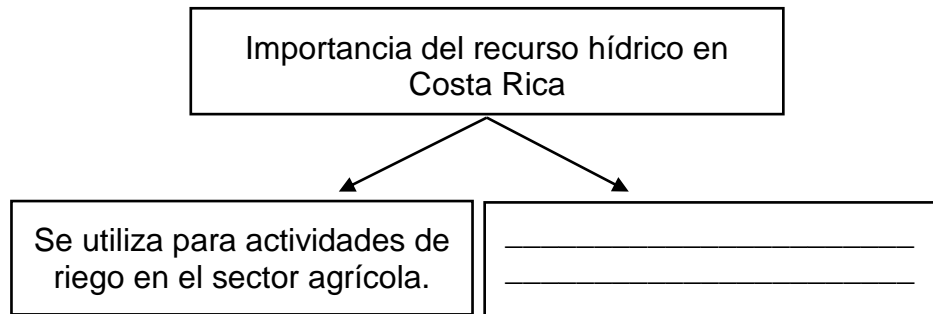 Importancia del recurso hídrico en
Costa Rica
Se utiliza para actividades de
riego en el sector agrícola.